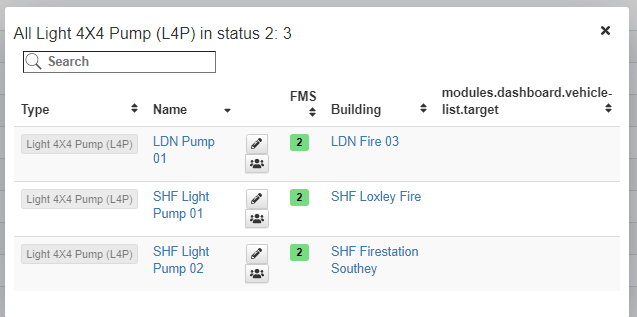 All Light 4X4 Pump (L4P) in status 2: 3
Search
Type Name FMS Building modules.dashboard.vehicle-
list.target
Light 4X4 Pump (L4P) LDN Pump 2 LDN Fire 03
01
Light 4X4 Pump (L4P) SHF Light 2 SHF Loxley Fire
Pump 01
Light 4X4 Pump (L4P) SHF Light 2 SHF Firestation
Pump 02 Southey